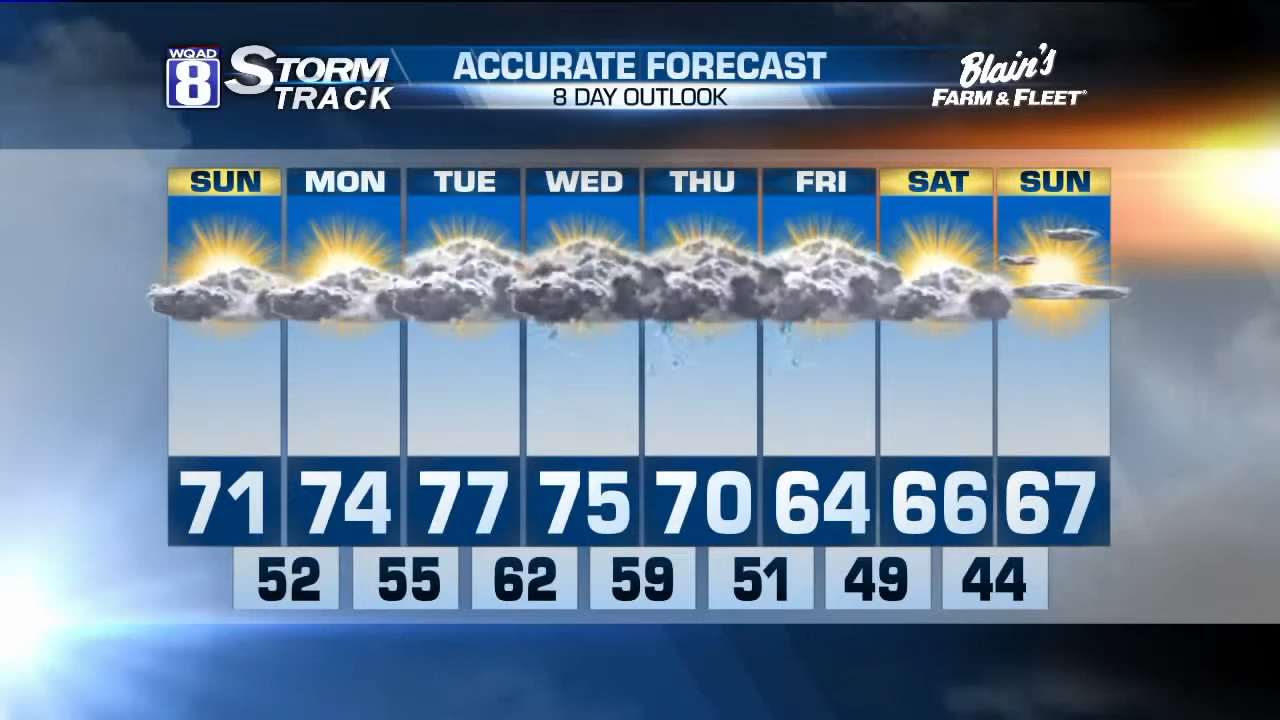 WQAD
8 STORM
TRACK
ACCURATE FORECAST
8 DAY OUTLOOK
Blain's
FARM & FLEET
SUN MON TUE WED THU FRI SAT SUN
71 74 77 75 70 64 66 67
52 55 62 59 51 49 44